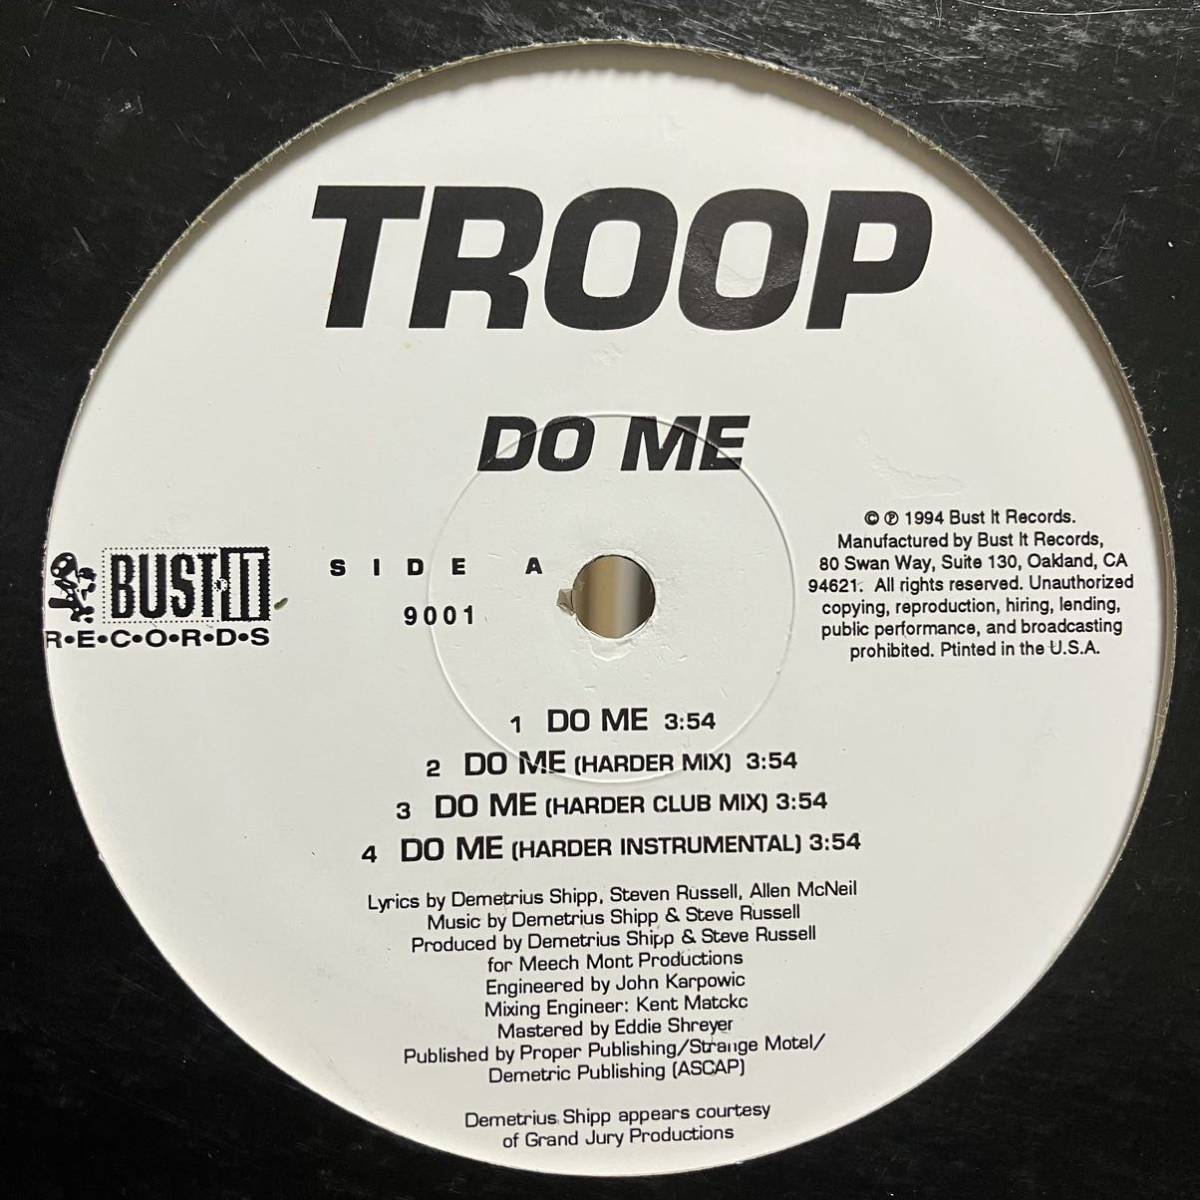 TROOP
DO ME
BUST IT
R•E•C•O•R•D•S
SIDE A
9001
© ℗ 1994 Bust It Records.
Manufactured by Bust It Records,
80 Swan Way, Suite 130, Oakland, CA
94621. All rights reserved. Unauthorized
copying, reproduction, hiring, lending,
public performance, and broadcasting
prohibited. Ptinted in the U.S.A.
1 DO ME 3:54
2 DO ME (HARDER MIX) 3:54
3 DO ME (HARDER CLUB MIX) 3:54
4 DO ME (HARDER INSTRUMENTAL) 3:54
Lyrics by Demetrius Shipp, Steven Russell, Allen McNeil
Music by Demetrius Shipp & Steve Russell
Produced by Demetrius Shipp & Steve Russell
for Meech Mont Productions
Engineered by John Karpowic
Mixing Engineer: Kent Matckc
Mastered by Eddie Shreyer
Published by Proper Publishing/Strange Motel/
Demetric Publishing (ASCAP)
Demetrius Shipp appears courtesy
of Grand Jury Productions